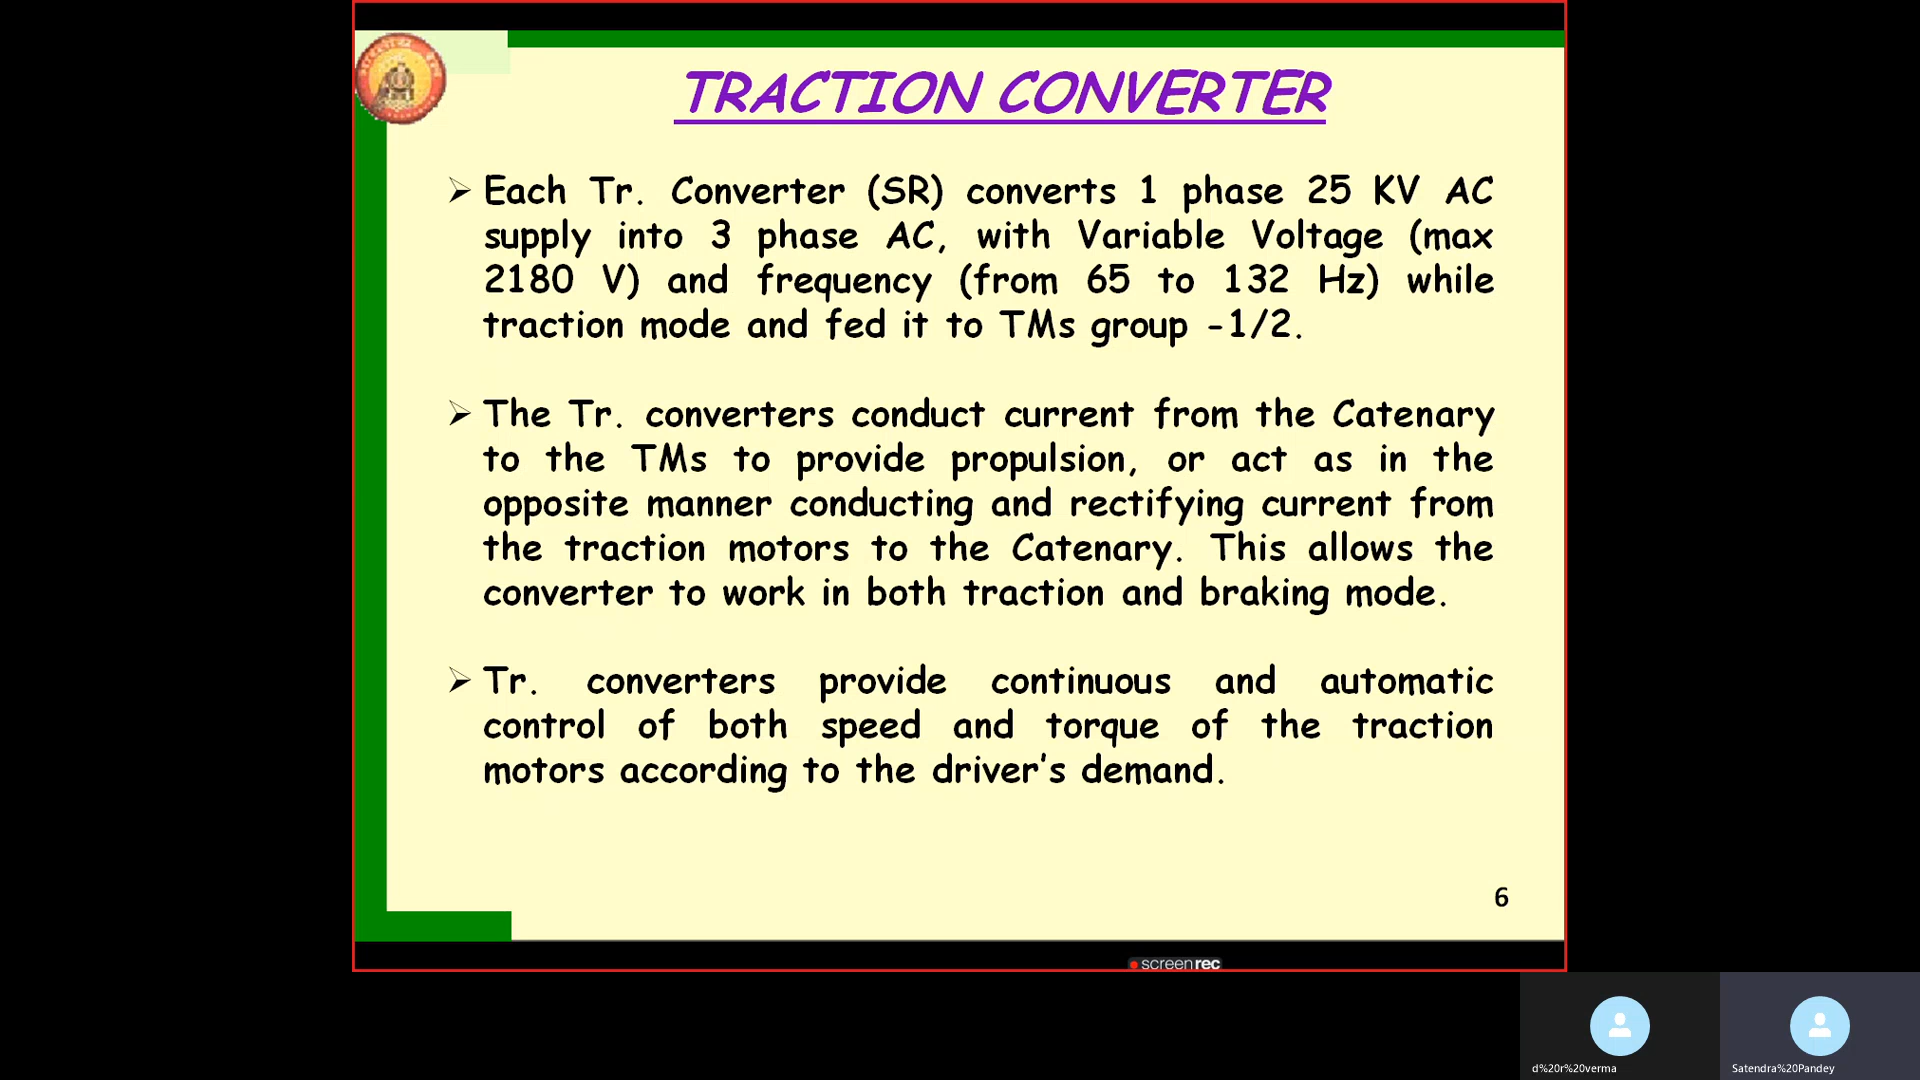 TRACTION CONVERTER
Each Tr. Converter (SR) converts 1 phase 25 KV AC
supply into 3 phase AC, with Variable Voltage (max
2180 V) and frequency (from 65 to 132 Hz) while
traction mode and fed it to TMs group -1/2.
The Tr. converters conduct current from the Catenary
to the TMs to provide propulsion, or act as in the
opposite manner conducting and rectifying current from
the traction motors to the Catenary. This allows the
converter to work in both traction and braking mode.
Tr. converters provide continuous and automatic
control of both speed and torque of the traction
motors according to the driver's demand.
6
screenrec
d%20r%20verma
Satendra%20Pandey